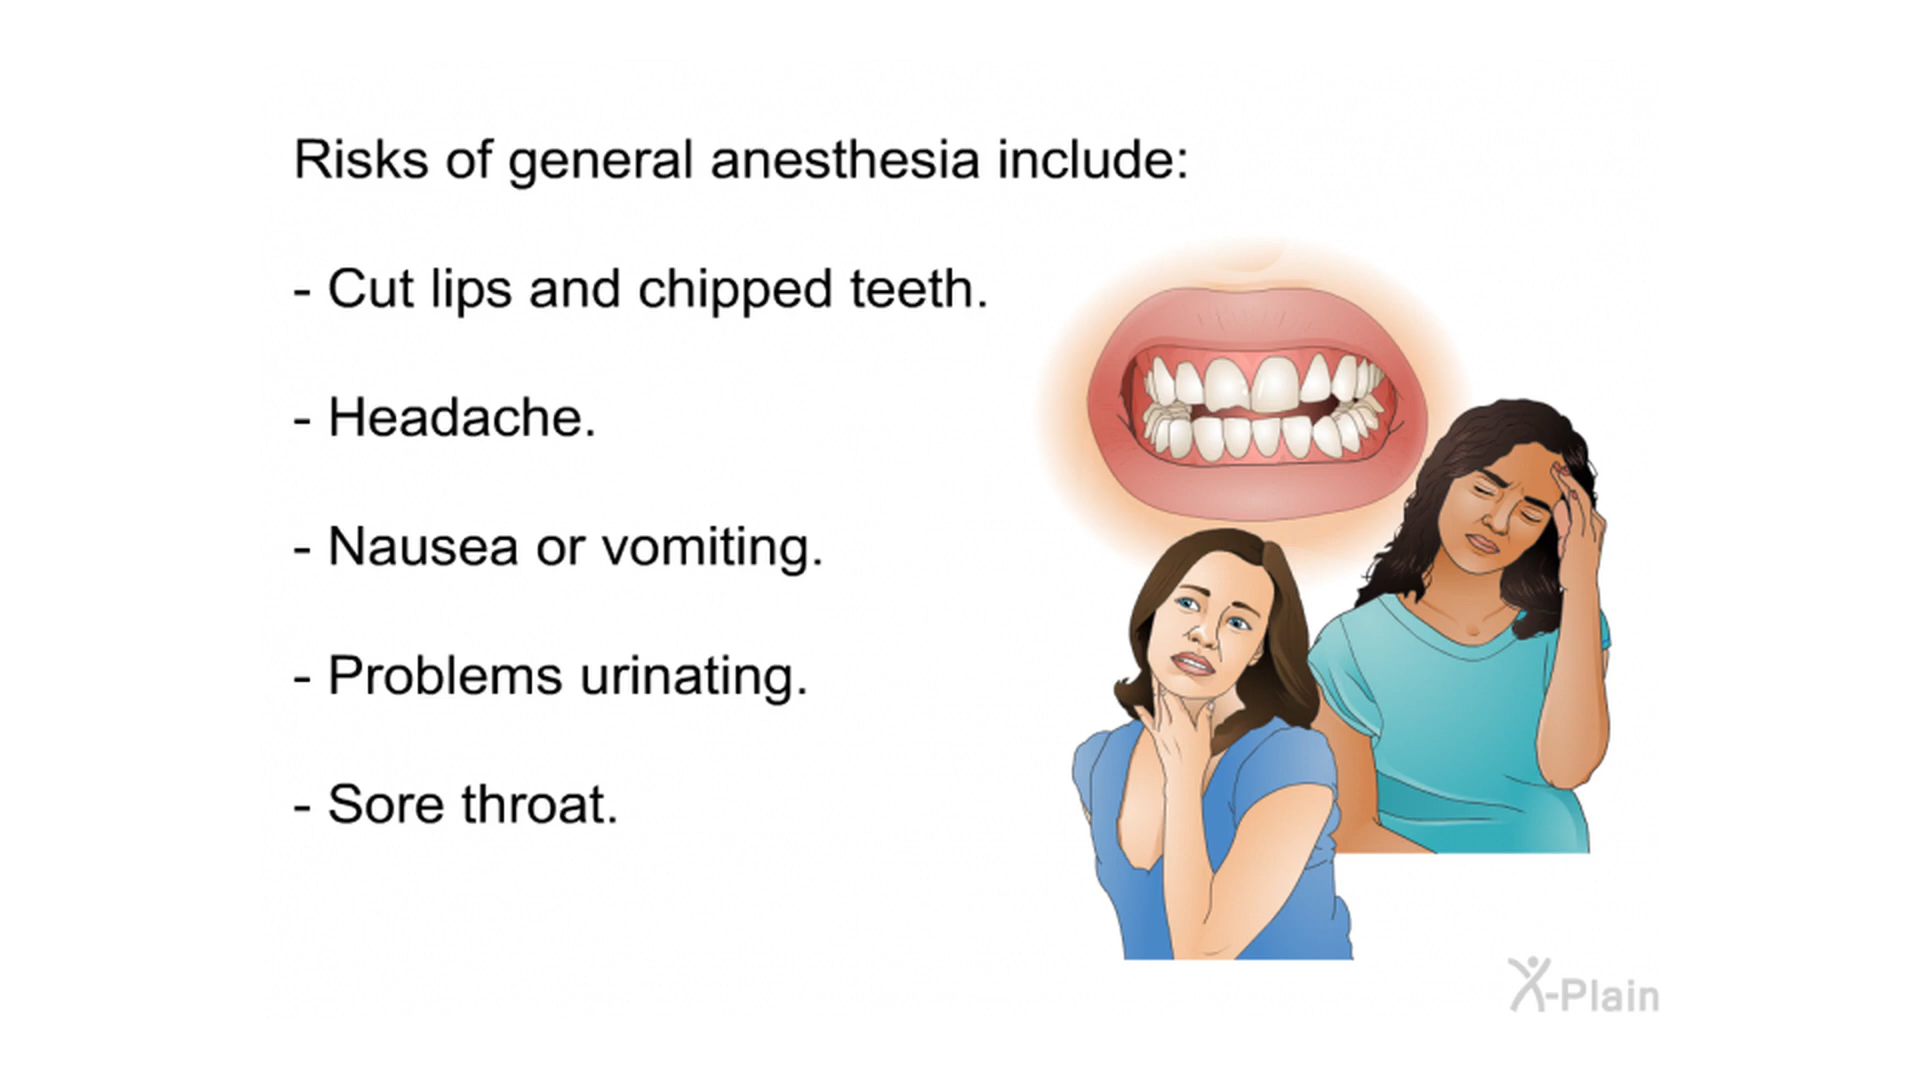 Risks of general anesthesia include:
- Cut lips and chipped teeth.
- Headache.
- Nausea or vomiting.
- Problems urinating.
- Sore throat.
X-Plain